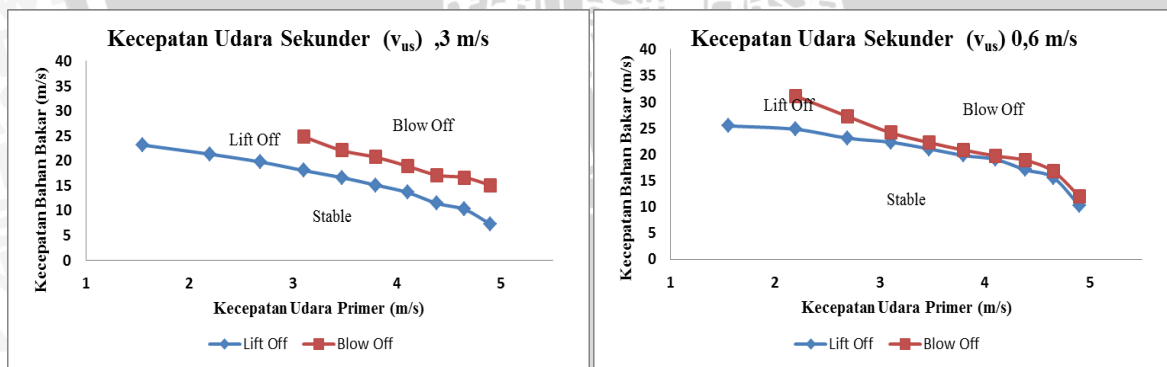 Kecepatan Udara Sekunder (vus) ,3 m/s
Kecepatan Bahan Bakar (m/s)
40
35
30
25
20
15
10
5
0
Lift Off
Blow Off
Stable
1 2 3 4 5
Kecepatan Udara Primer (m/s)
Lift Off Blow Off
Kecepatan Udara Sekunder (vus) 0,6 m/s
Kecepatan Bahan Bakar (m/s)
40
35
30
25
20
15
10
5
0
Lift Off
Blow Off
Stable
1 2 3 4 5
Kecepatan Udara Primer (m/s)
Lift Off Blow Off